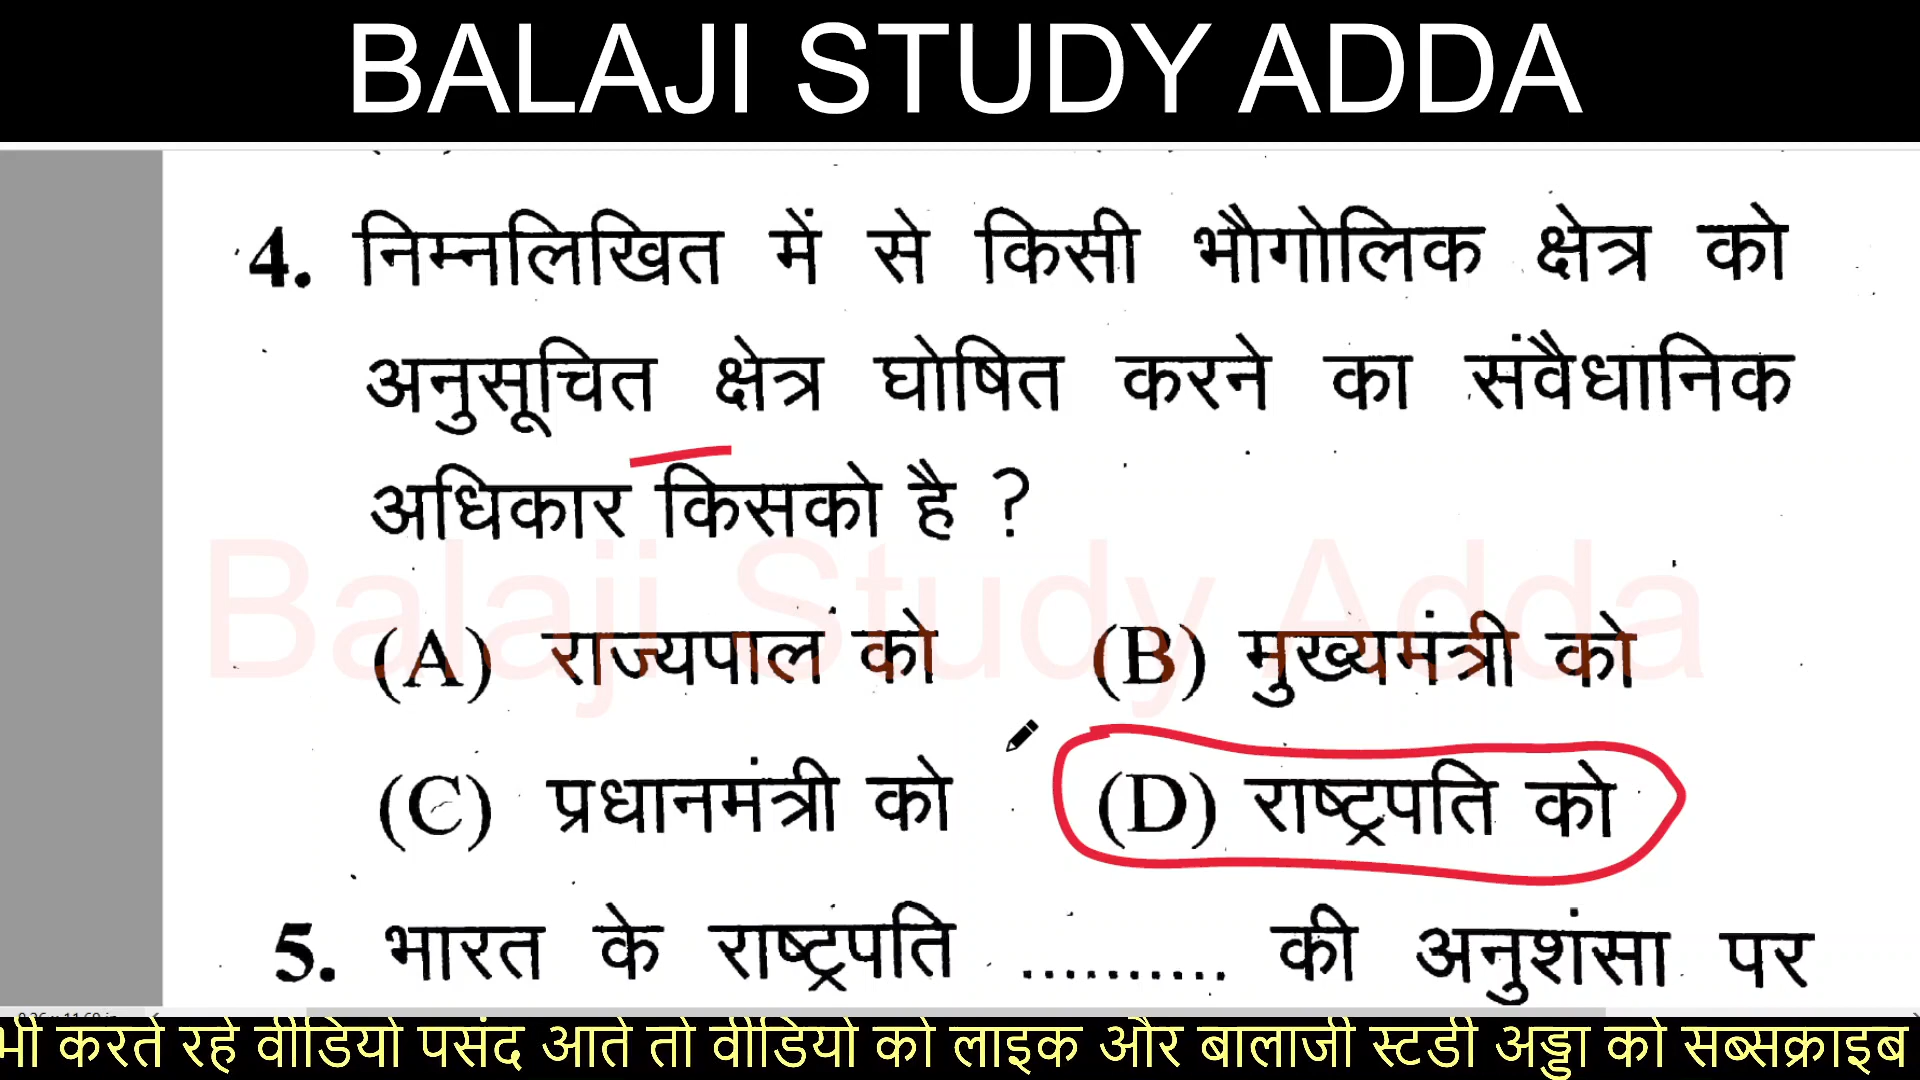 BALAJI STUDY ADDA
4. निम्नलिखित में से किसी भौगोलिक क्षेत्र को
अनुसूचित क्षेत्र घोषित करने का संवैधानिक
अधिकार किसको है ?
Balaji Study Adda
(A) राज्यपाल को (B) मुख्यमंत्री को
(C) प्रधानमंत्री को (D) राष्ट्रपति को
5. भारत के राष्ट्रपति .......... की अनुशंसा पर
भी करते रहे वीडियो पसंद आते तो वीडियो को लाइक और बालाजी स्टडी अड्डा को सब्सक्राइब